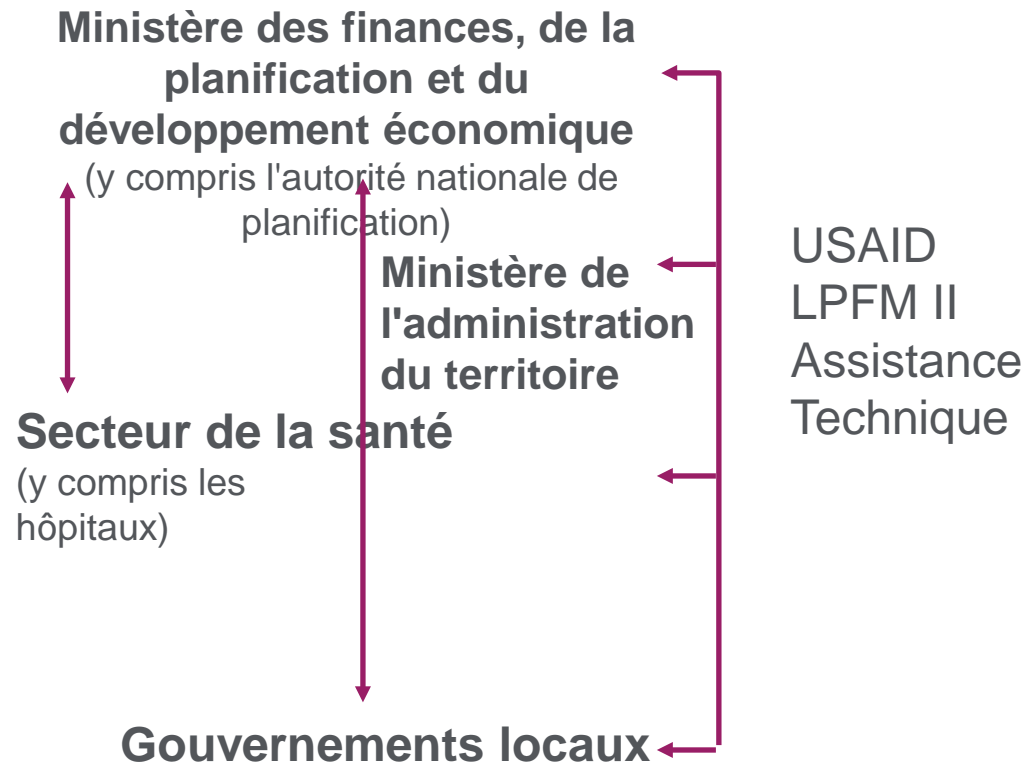 Ministère des finances, de la
planification et du
développement économique
(y compris l'autorité nationale de
planification)
Ministère de
l'administration
du territoire
Secteur de la santé
(y compris les
hôpitaux)
Gouvernements locaux
USAID
LPFM II
Assistance
Technique